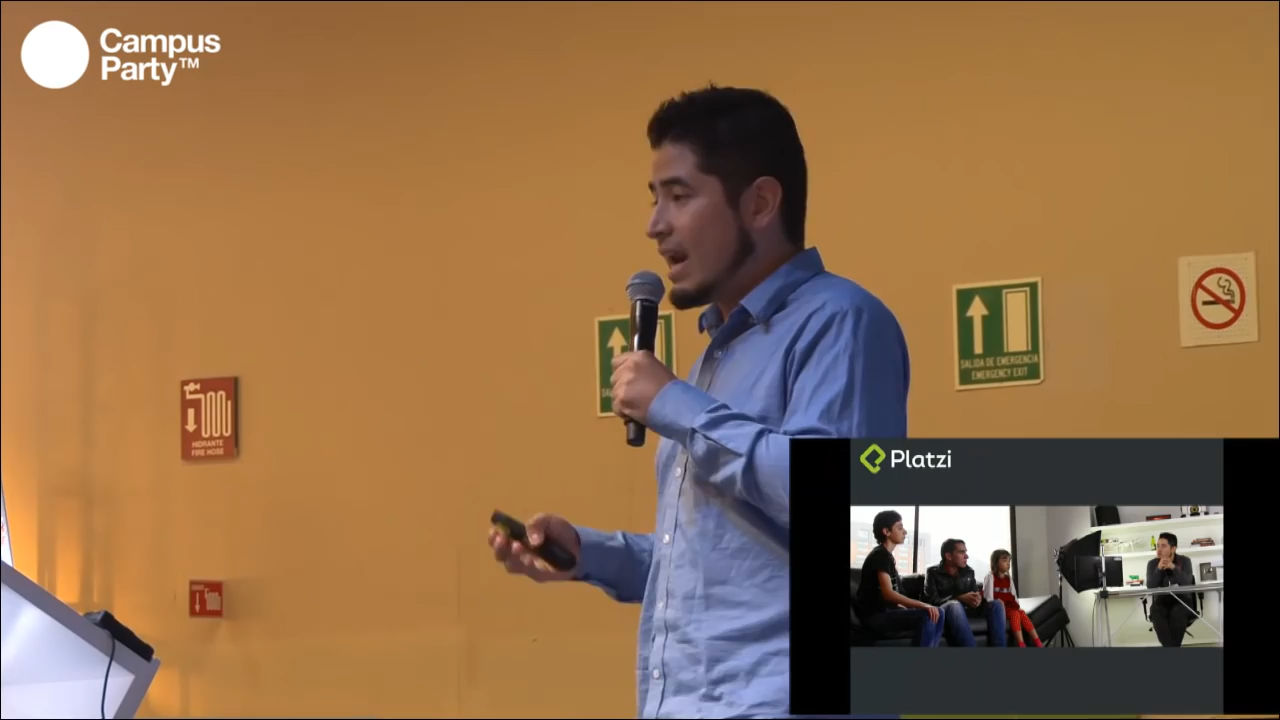 Campus
Party™
SALIDA DE EMERGENCIA
EMERGENCY EXIT
HIDRANTE
FIRE HOSE
Platzi